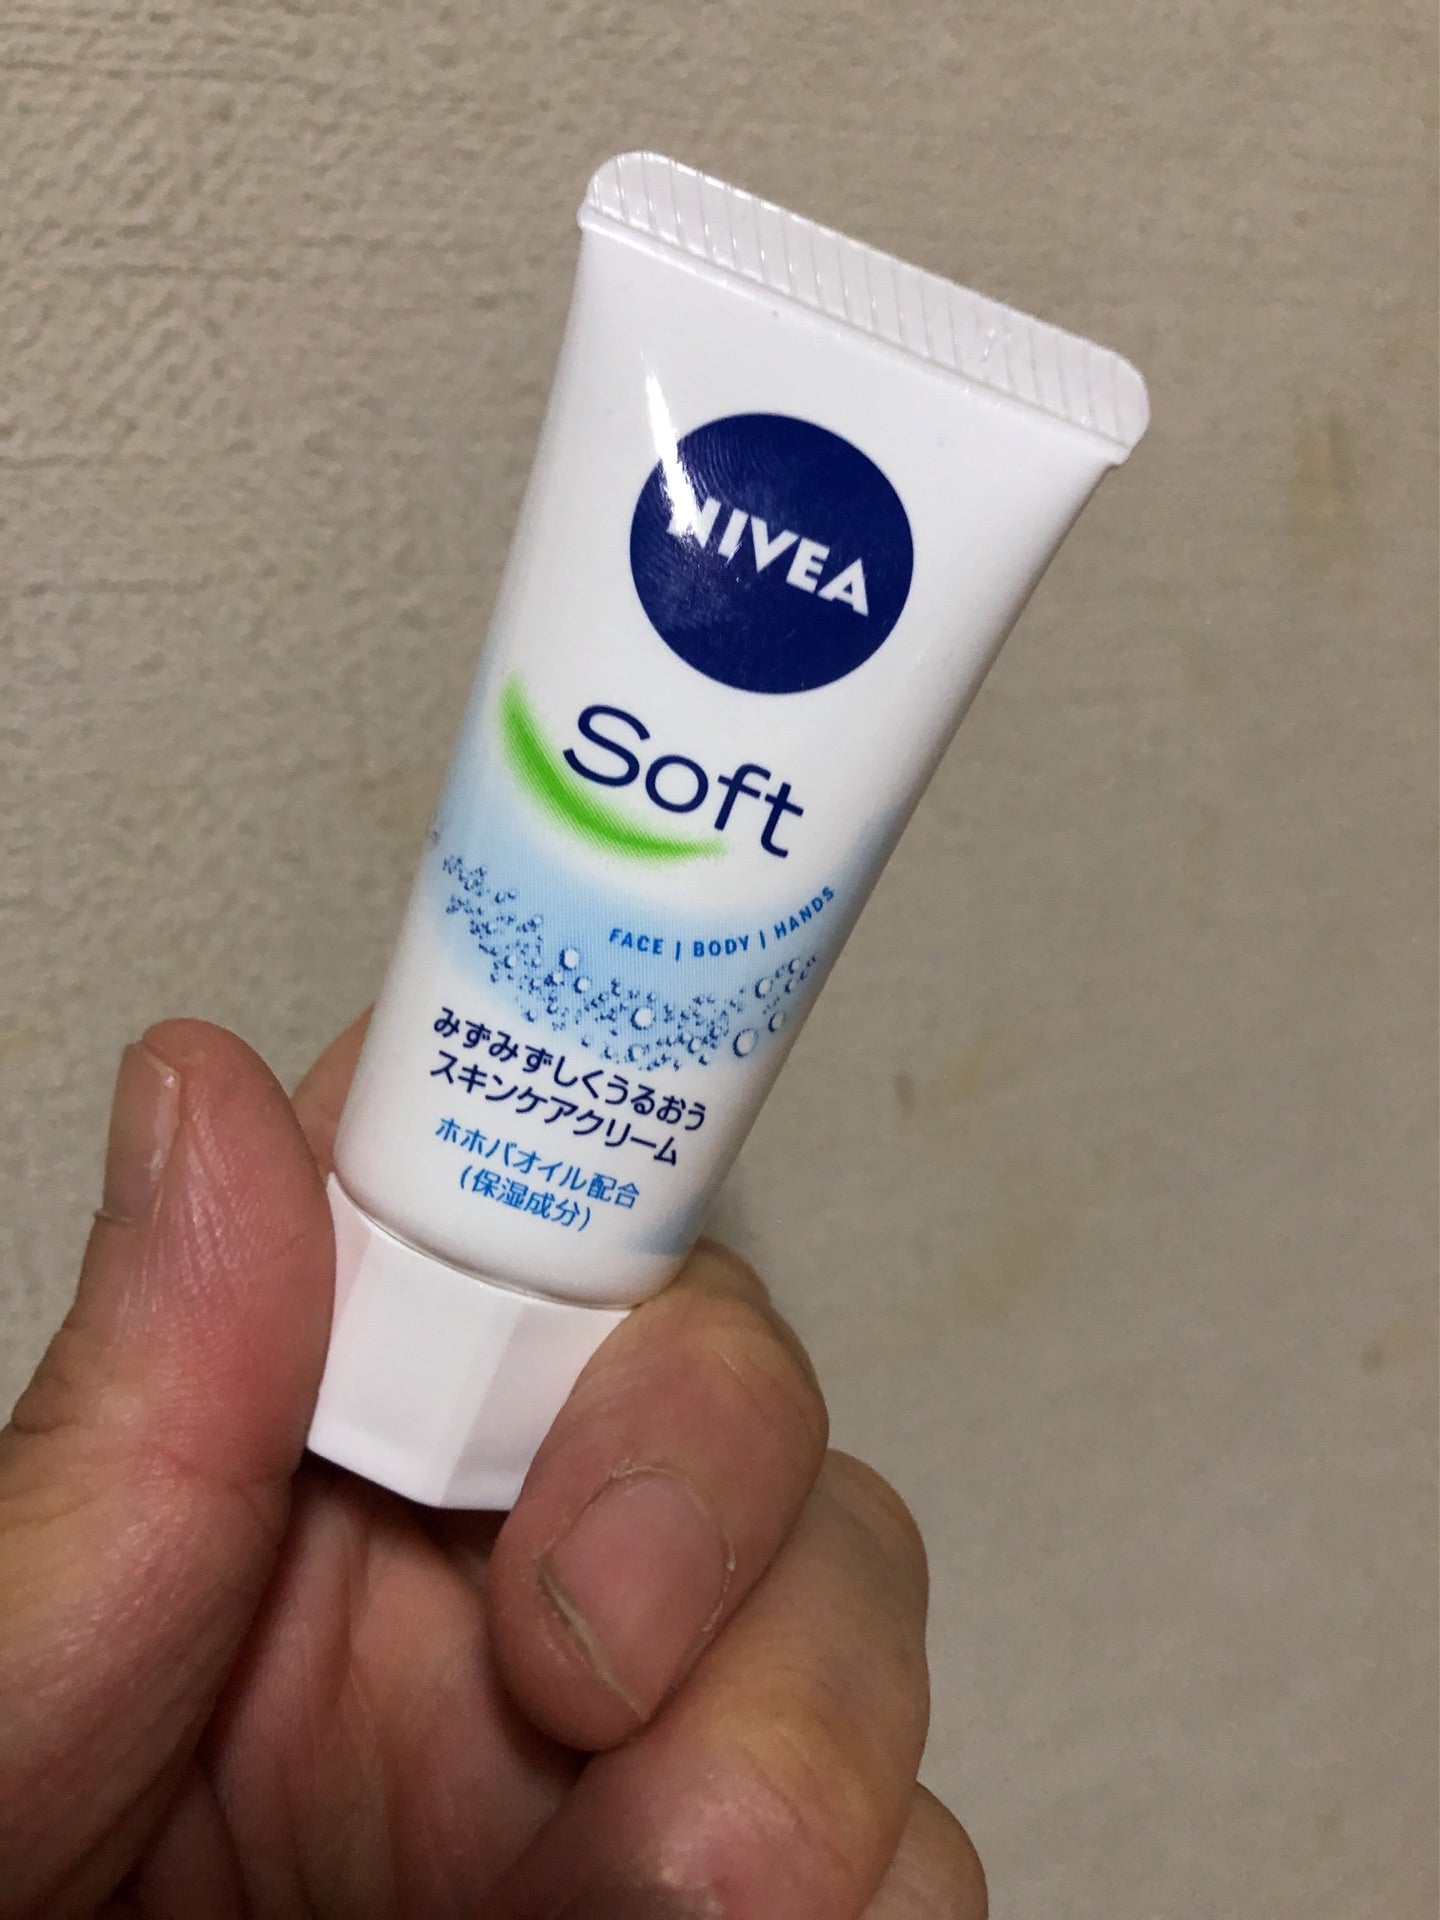 NIVEA
Soft
FACE | BODY | HANDS
みずみずしくうるおう
スキンケアクリーム
ホホバオイル配合
(保湿成分)